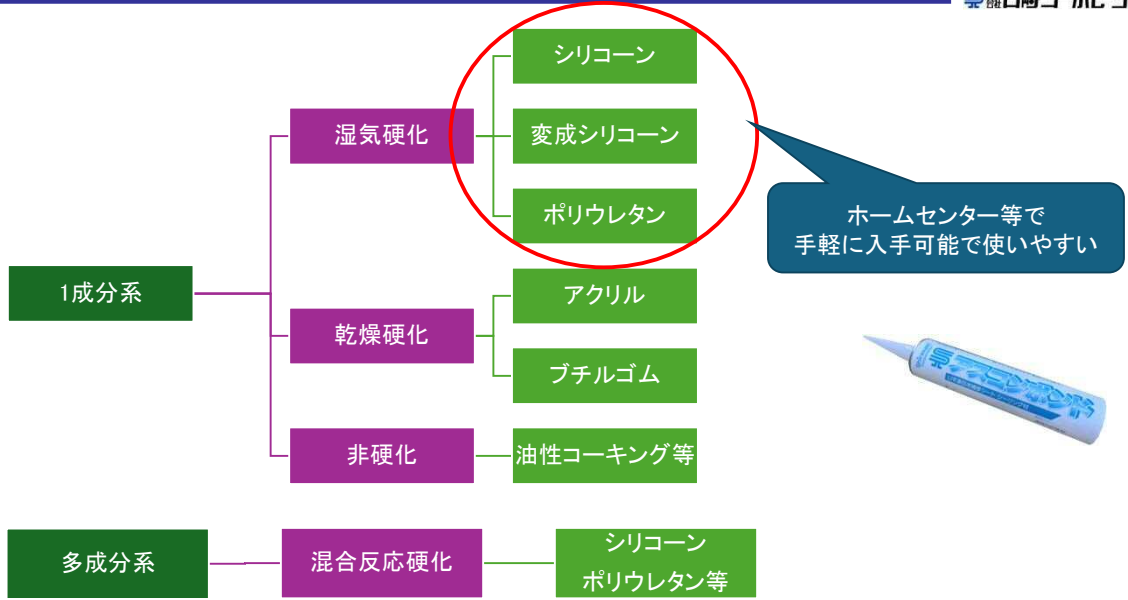 シリコーン
湿気硬化
変成シリコーン
ポリウレタン
ホームセンター等で
手軽に入手可能で使いやすい
1成分系
アクリル
乾燥硬化
ブチルゴム
非硬化
油性コーキング等
多成分系
混合反応硬化
シリコーン
ポリウレタン等